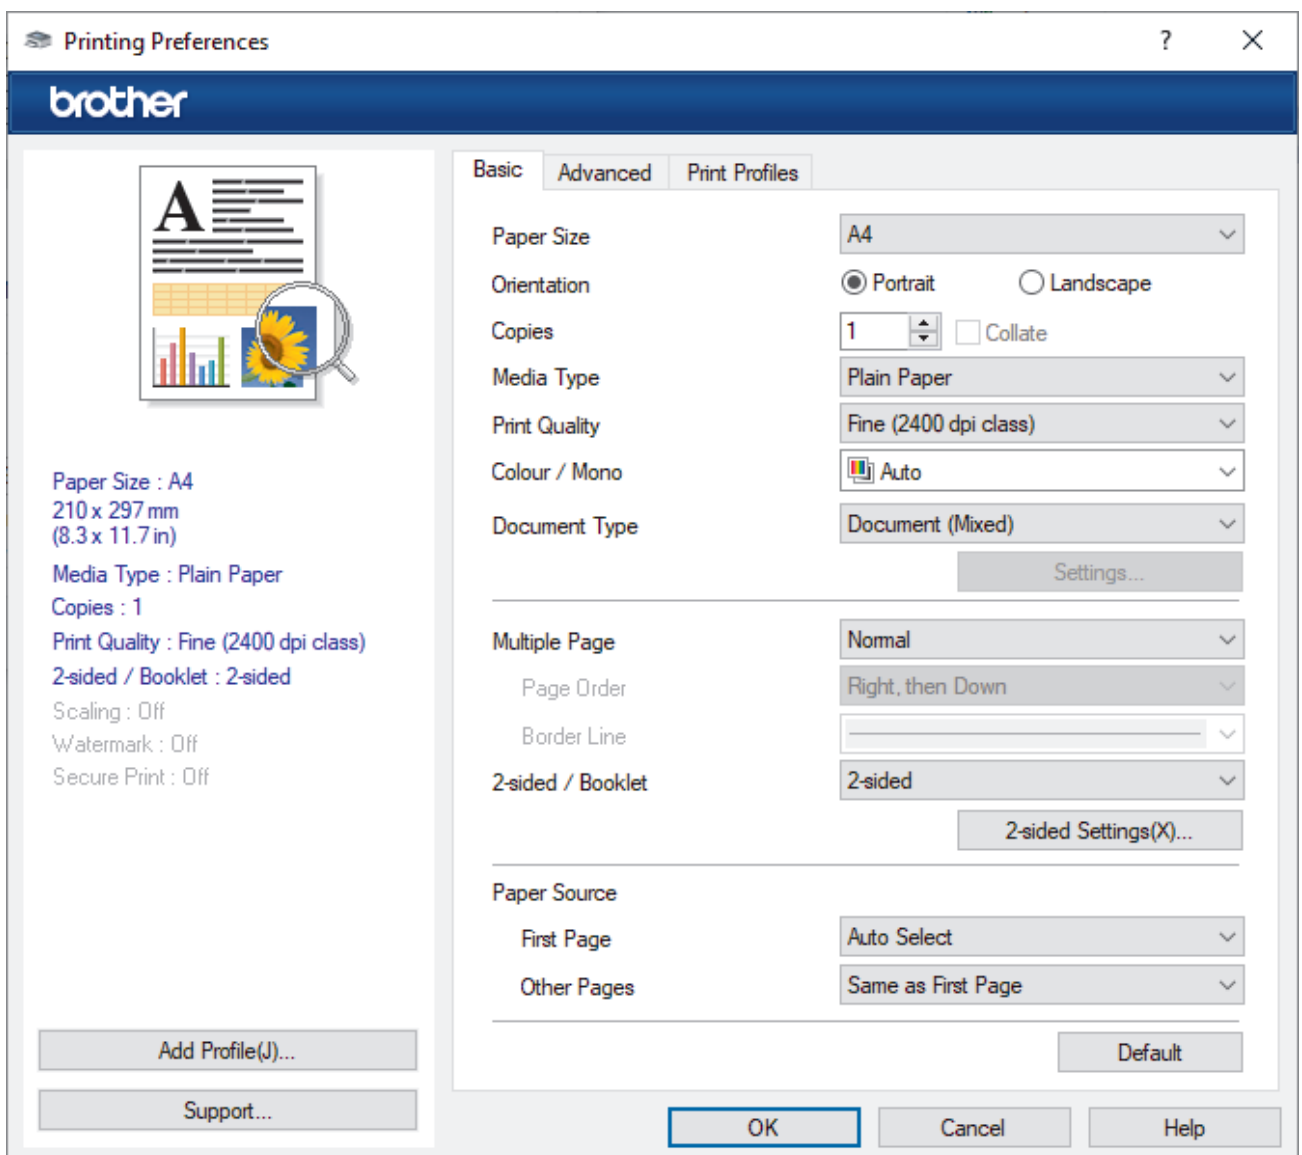 Printing Preferences ?
brother
A
Basic Advanced Print Profiles
Paper Size A4
Orientation Portrait Landscape
Copies 1 Collate
Media Type Plain Paper
Print Quality Fine (2400 dpi class)
Colour / Mono Auto
Document Type Document (Mixed)
Settings...
Multiple Page Normal
Page Order Right, then Down
Border Line
2-sided / Booklet 2-sided
2-sided Settings(X)...
Paper Source
First Page Auto Select
Other Pages Same as First Page
Default
Paper Size : A4
210 x 297 mm
(8.3 x 11.7 in)
Media Type : Plain Paper
Copies : 1
Print Quality : Fine (2400 dpi class)
2-sided / Booklet : 2-sided
Scaling : Off
Watermark : Off
Secure Print : Off
Add Profile(J)...
Support...
OK Cancel Help